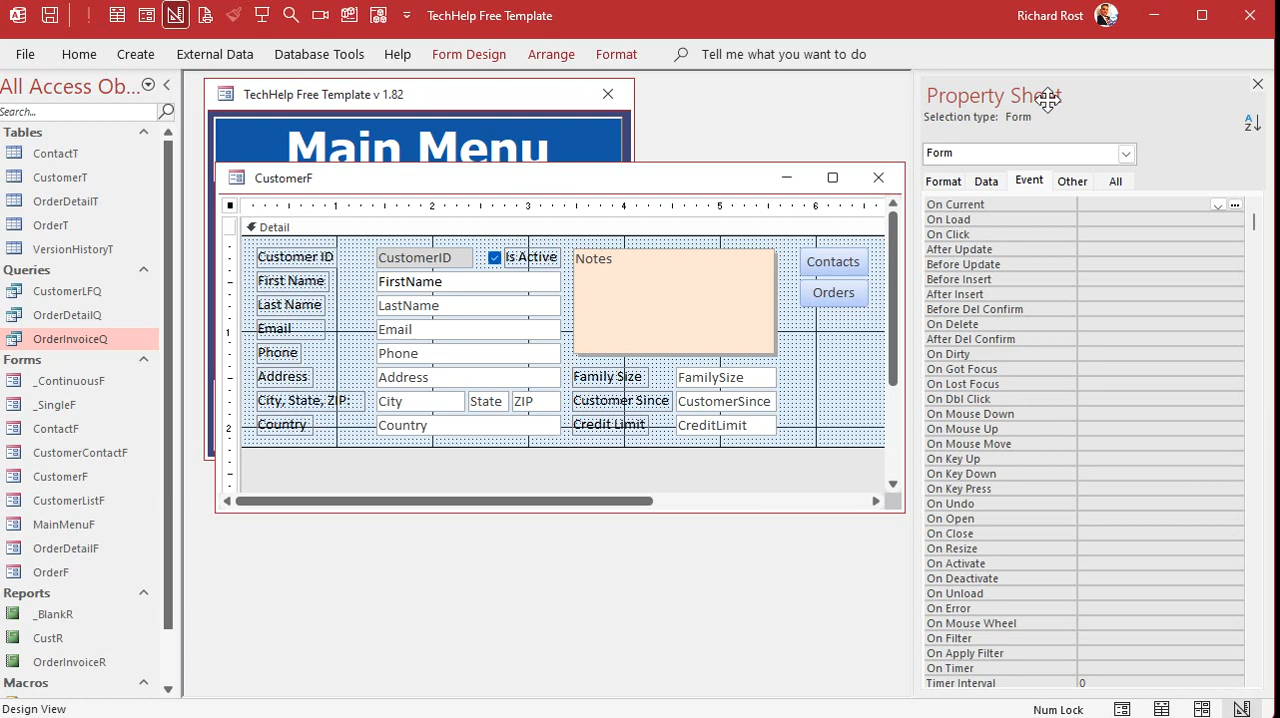 TechHelp Free Template
Richard Rost
File Home Create External Data Database Tools Help Form Design Arrange Format Tell me what you want to do
All Access Ob...
Search...
Tables
ContactT
CustomerT
OrderDetailT
OrderT
VersionHistoryT
Queries
CustomerLFQ
OrderDetailQ
OrderInvoiceQ
Forms
_ContinuousF
_SingleF
ContactF
CustomerContactF
CustomerF
CustomerListF
MainMenuF
OrderDetailF
OrderF
Reports
_BlankR
CustR
OrderInvoiceR
Macros
TechHelp Free Template v 1.82
Main Menu
CustomerF
1 2 3 4 5 6
Detail
Customer ID CustomerID Is Active Notes Contacts
First Name FirstName Orders
Last Name LastName
1
Email Email
Phone Phone
Address Address Family Size FamilySize
City, State, ZIP: City State ZIP Customer Since CustomerSince
2
Country Country Credit Limit CreditLimit
Property Sheet
Selection type: Form
A
Z
Form
Format Data Event Other All
On Current
On Load
On Click
After Update
Before Update
Before Insert
After Insert
Before Del Confirm
On Delete
After Del Confirm
On Dirty
On Got Focus
On Lost Focus
On Dbl Click
On Mouse Down
On Mouse Up
On Mouse Move
On Key Up
On Key Down
On Key Press
On Undo
On Open
On Close
On Resize
On Activate
On Deactivate
On Unload
On Error
On Mouse Wheel
On Filter
On Apply Filter
On Timer
Timer Interval 0
Design View
Num Lock